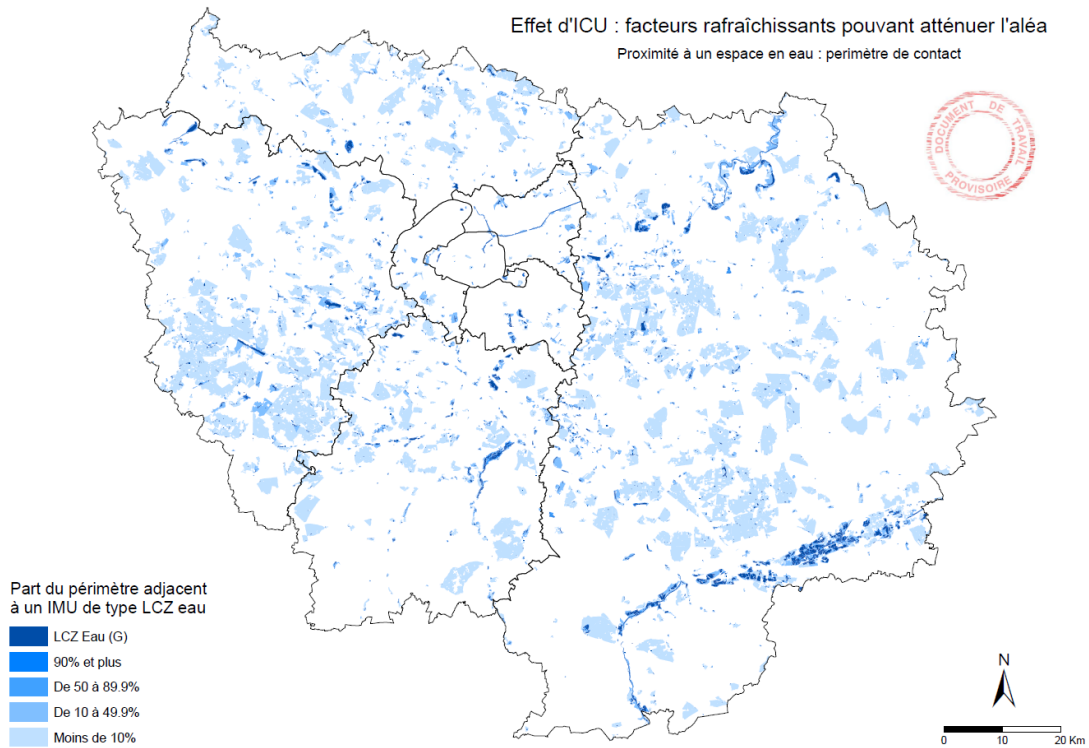 Effet d'ICU : facteurs rafraîchissants pouvant atténuer l'aléa
Proximité à un espace en eau : perimètre de contact
DOCUMENT DE TRAVAIL
PROVISOIRE
Part du périmètre adjacent
à un IMU de type LCZ eau
LCZ Eau (G)
90% et plus
De 50 à 89.9%
De 10 à 49.9%
Moins de 10%
N
0 10 20 Km